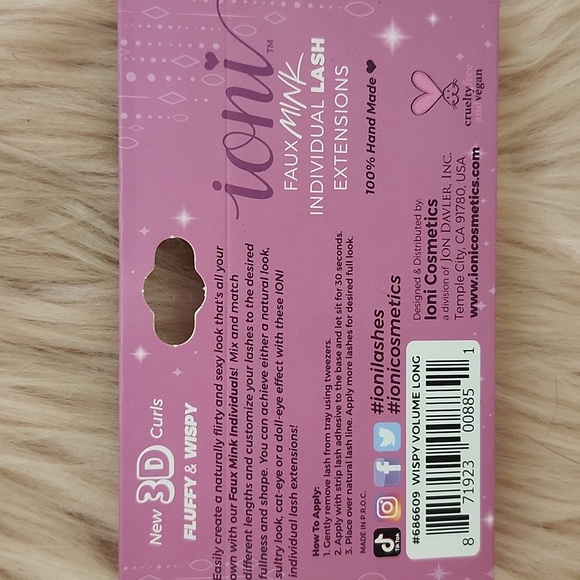 ioni™
FAUX MINK
INDIVIDUAL LASH
EXTENSIONS
100% Hand Made
New 3D Curls
FLUFFY & WISPY
Easily create a naturally flirty and sexy look that's all your
own with our Faux Mink Individuals! Mix and match
different lengths and customize your lashes to the desired
fullness and shape. You can achieve either a natural look,
sultry look, cat-eye or a doll-eye effect with these IONI
individual lash extensions!
How To Apply:
1. Gently remove lash from tray using tweezers.
2. Apply with strip lash adhesive to the base and let sit for 30 seconds.
3. Place over natural lash line. Apply more lashes for desired full look.
MADE IN P.R.O.C.
TikTok
#ionilashes
#ionicosmetics
cruelty free
and vegan
Designed & Distributed by:
Ioni Cosmetics
a division of JON DAVLER, INC.
Temple City, CA 91780, USA
www.ionicosmetics.com
#686609 WISPY VOLUME LONG
8 71923 00885 1